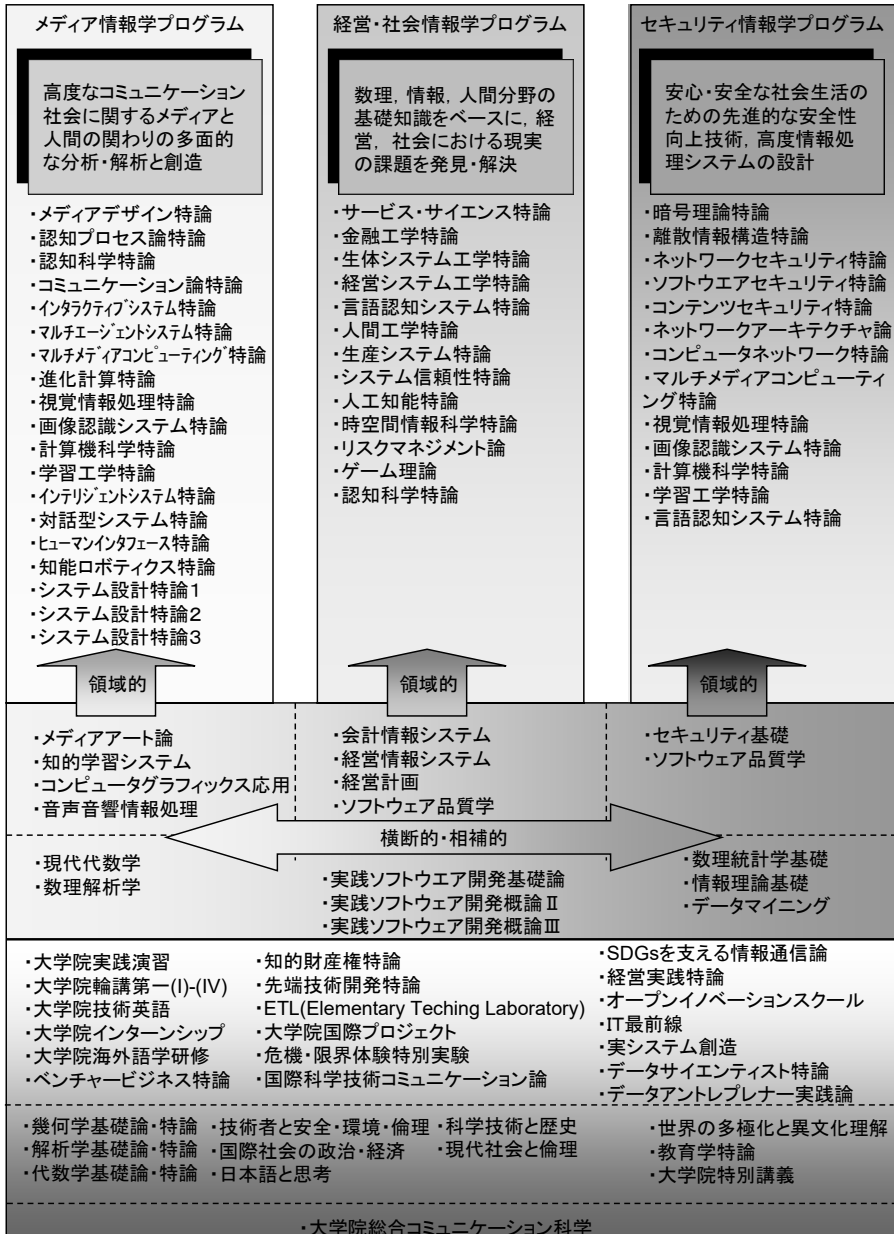 メディア情報学プログラム
高度なコミュニケーション
社会に関するメディアと
人間の関わりの多面的
な分析・解析と創造
・メディアデザイン特論
・認知プロセス論特論
・認知科学特論
・コミュニケーション論特論
・インタラクティブシステム特論
・マルチエージェントシステム特論
・マルチメディアコンピューティング特論
・進化計算特論
・視覚情報処理特論
・画像認識システム特論
・計算機科学特論
・学習工学特論
・インテリジェントシステム特論
・対話型システム特論
・ヒューマンインタフェース特論
・知能ロボティクス特論
・システム設計特論1
・システム設計特論2
・システム設計特論3
領域的
経営・社会情報学プログラム
数理，情報，人間分野の
基礎知識をベースに，経
営，社会における現実
の課題を発見・解決
・サービス・サイエンス特論
・金融工学特論
・生体システム工学特論
・経営システム工学特論
・言語認知システム特論
・人間工学特論
・生産システム特論
・システム信頼性特論
・人工知能特論
・時空間情報科学特論
・リスクマネジメント論
・ゲーム理論
・認知科学特論
領域的
セキュリティ情報学プログラム
安心・安全な社会生活の
ための先進的な安全性
向上技術，高度情報処
理システムの設計
・暗号理論特論
・離散情報構造特論
・ネットワークセキュリティ特論
・ソフトウエアセキュリティ特論
・コンテンツセキュリティ特論
・ネットワークアーキテクチャ論
・コンピュータネットワーク特論
・マルチメディアコンピューティ
ング特論
・視覚情報処理特論
・画像認識システム特論
・計算機科学特論
・学習工学特論
・言語認知システム特論
領域的
・メディアアート論
・知的学習システム
・コンピュータグラフィックス応用
・音声音響情報処理
・会計情報システム
・経営情報システム
・経営計画
・ソフトウェア品質学
・セキュリティ基礎
・ソフトウェア品質学
横断的・相補的
・現代代数学
・数理解析学
・実践ソフトウエア開発基礎論
・実践ソフトウェア開発概論Ⅱ
・実践ソフトウェア開発概論Ⅲ
・数理統計学基礎
・情報理論基礎
・データマイニング
・大学院実践演習
・大学院輪講第一(I)-(IV)
・大学院技術英語
・大学院インターンシップ
・大学院海外語学研修
・ベンチャービジネス特論
・知的財産権特論
・先端技術開発特論
・ETL(Elementary Teching Laboratory)
・大学院国際プロジェクト
・危機・限界体験特別実験
・国際科学技術コミュニケーション論
・SDGsを支える情報通信論
・経営実践特論
・オープンイノベーションスクール
・IT最前線
・実システム創造
・データサイエンティスト特論
・データアントレプレナー実践論
・幾何学基礎論・特論
・解析学基礎論・特論
・代数学基礎論・特論
・技術者と安全・環境・倫理
・国際社会の政治・経済
・日本語と思考
・科学技術と歴史
・現代社会と倫理
・世界の多極化と異文化理解
・教育学特論
・大学院特別講義
・大学院総合コミュニケーション科学